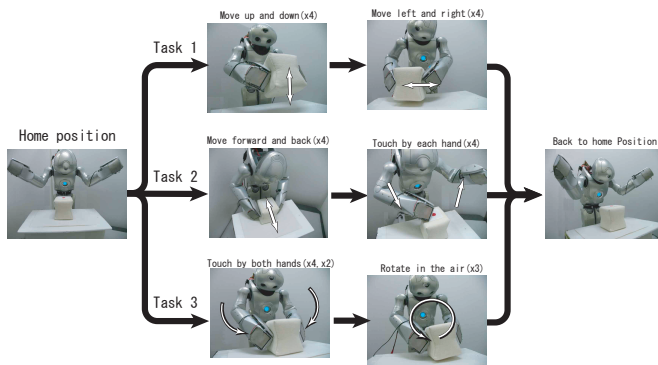 Move up and down(x4)
Move left and right(x4)
Task 1
Home position
Move forward and back(x4)
Touch by each hand(x4)
Back to home Position
Task 2
Touch by both hands(x4,x2)
Rotate in the air(x3)
Task 3